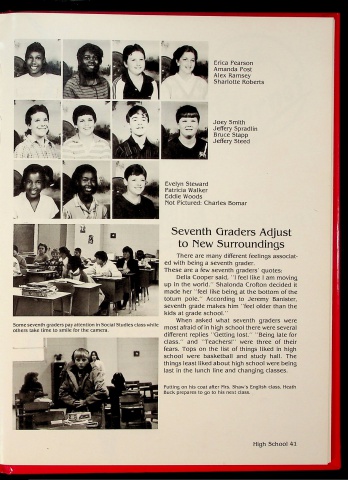 Erica Pearson
Amanda Post
Alex Ramsey
Sharlotte Roberts
Joey Smith
Jeffery Spradlin
Bruce Stapp
Jeffery Steed
Evelyn Steward
Patricia Walker
Eddie Woods
Not Pictured: Charles Bomar
Seventh Graders Adjust
to New Surroundings
There are many different feelings associat-
ed with being a seventh grader.
These are a few seventh graders' quotes:
Della Cooper said, "I feel like I am moving
up in the world." Shalonda Crofton decided it
made her "feel like being at the bottom of the
totum pole." According to Jeremy Banister,
seventh grade makes him "feel older than the
kids at grade school."
When asked what seventh graders were
most afraid of in high school there were several
different replies "Getting lost." "Being late for
class." and "Teachers!" were three of their
fears. Tops on the list of things liked in high
school were basketball and study hall. The
things least liked about high school were being
last in the lunch line and changing classes.
Some seventh graders pay attention in Social Studies class while
others take time to smile for the camera.
Putting on his coat after Mrs. Shaw's English class, Heath
Buck prepares to go to his next class.
High School 43